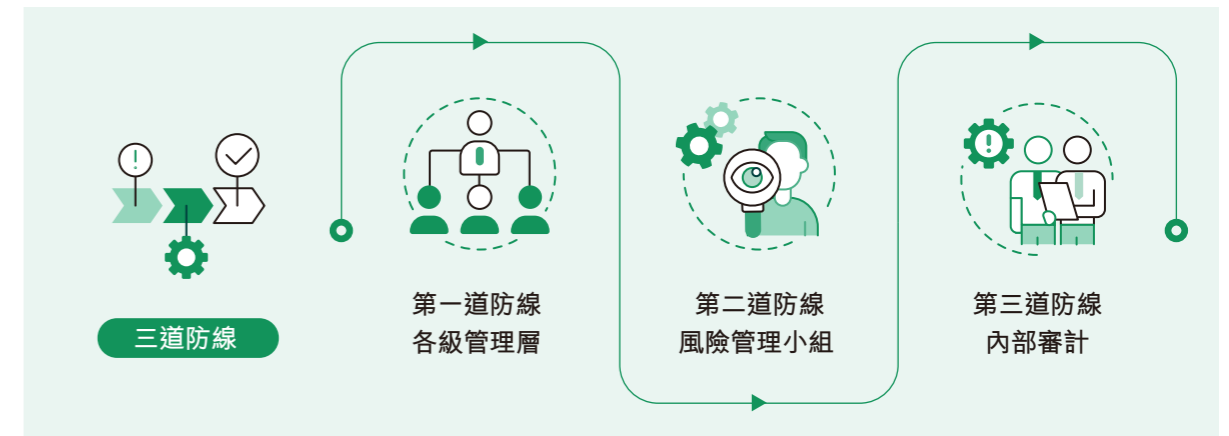 三道防線
第一道防線
各級管理層
第二道防線
風險管理小組
第三道防線
內部審計